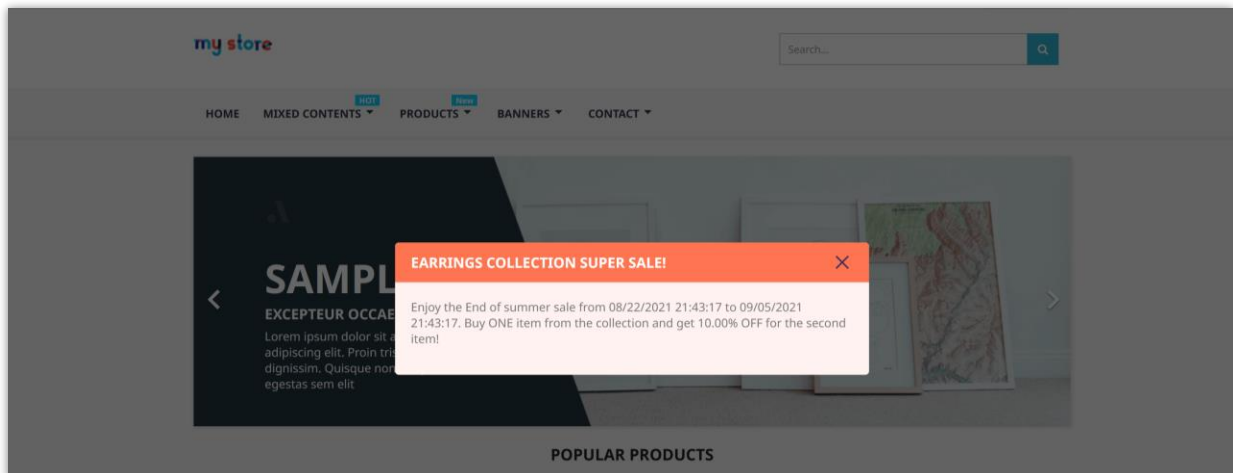 my store
Search...
HOT
New
HOME MIXED CONTENTS PRODUCTS BANNERS CONTACT
EARRINGS COLLECTION SUPER SALE!
SAMPL
EXCEPTEUR OCCAE
Enjoy the End of summer sale from 08/22/2021 21:43:17 to 09/05/2021
21:43:17. Buy ONE item from the collection and get 10.00% OFF for the second
item!
Lorem ipsum dolor sit a
adipiscing elit. Proin tris
dignissim. Quisque non
egestas sem elit
POPULAR PRODUCTS